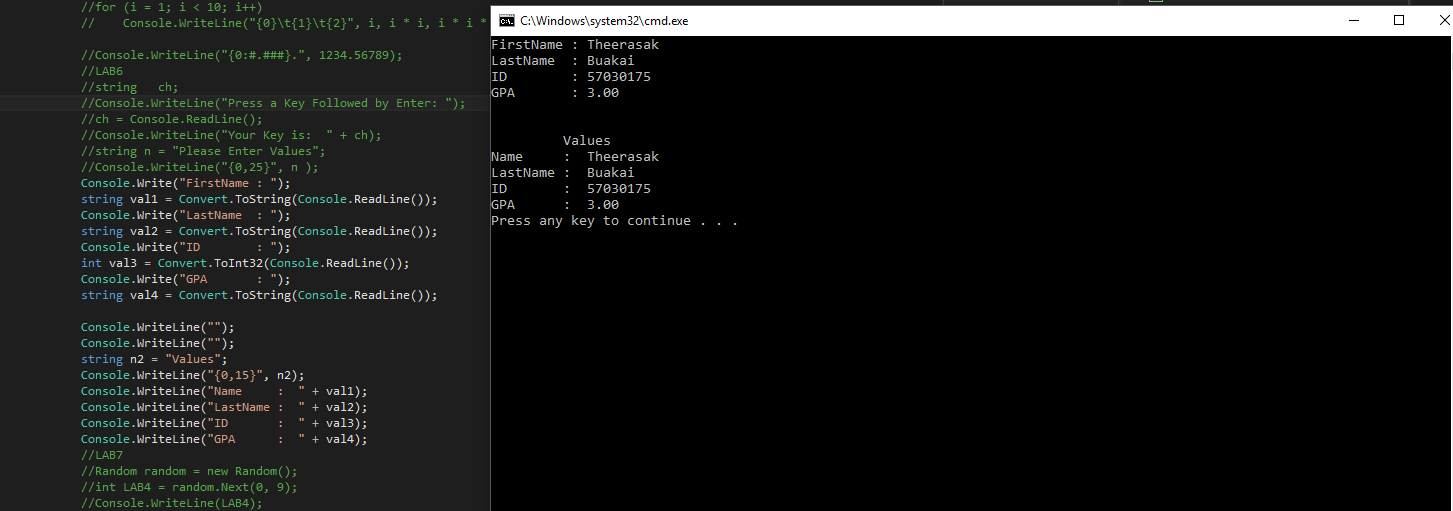 //for (i = 1; i < 10; i++)
//    Console.WriteLine("{0}\t{1}\t{2}", i, i * i, i * i *
//Console.WriteLine("{0:#.###}.", 1234.56789);
//LAB6
//string   ch;
//Console.WriteLine("Press a Key Followed by Enter: ");
//ch = Console.ReadLine();
//Console.WriteLine("Your Key is:  " + ch);
//string n = "Please Enter Values";
//Console.WriteLine("{0,25}", n );
Console.Write("FirstName : ");
string val1 = Convert.ToString(Console.ReadLine());
Console.Write("LastName  : ");
string val2 = Convert.ToString(Console.ReadLine());
Console.Write("ID        : ");
int val3 = Convert.ToInt32(Console.ReadLine());
Console.Write("GPA       : ");
string val4 = Convert.ToString(Console.ReadLine());
Console.WriteLine("");
Console.WriteLine("");
string n2 = "Values";
Console.WriteLine("{0,15}", n2);
Console.WriteLine("Name     :  " + val1);
Console.WriteLine("LastName :  " + val2);
Console.WriteLine("ID       :  " + val3);
Console.WriteLine("GPA      :  " + val4);
//LAB7
//Random random = new Random();
//int LAB4 = random.Next(0, 9);
//Console.WriteLine(LAB4);
C:\Windows\system32\cmd.exe
FirstName : Theerasak
LastName  : Buakai
ID        : 57030175
GPA       : 3.00
         Values
Name     :  Theerasak
LastName :  Buakai
ID       :  57030175
GPA      :  3.00
Press any key to continue . . .